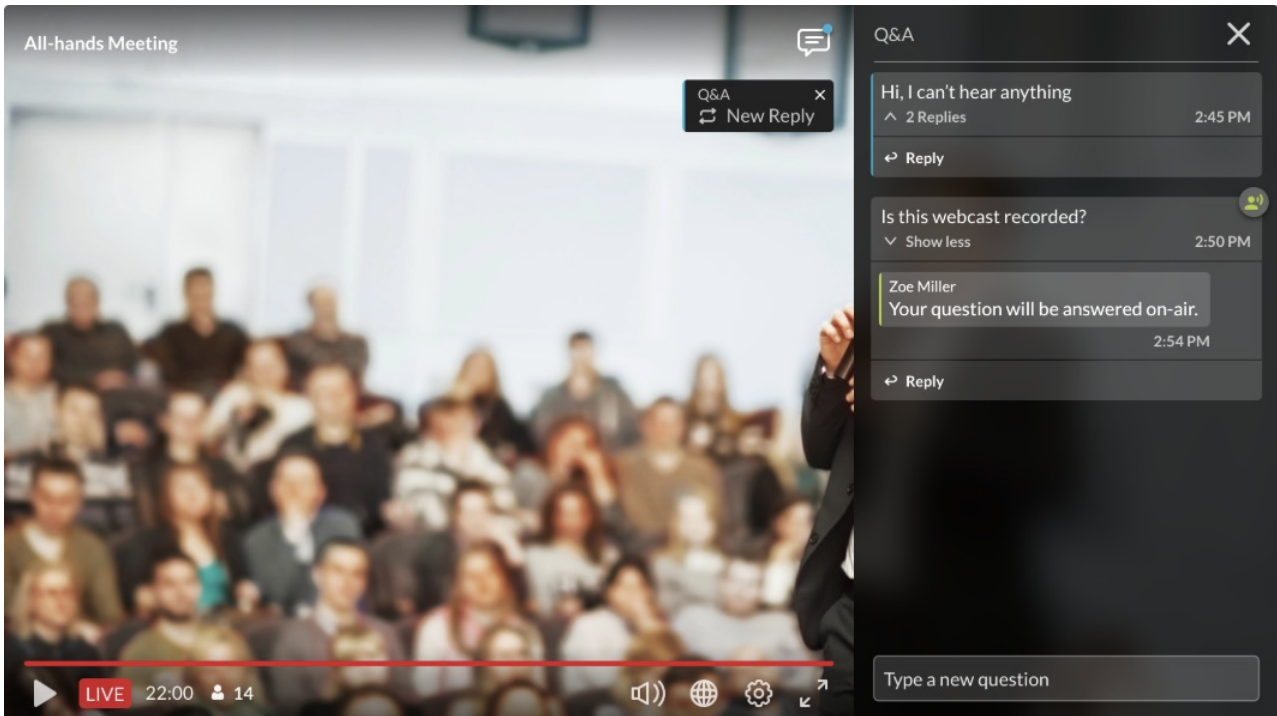 All-hands Meeting
Q&A
New Reply
LIVE 22:00 14
Q&A
Hi, I can't hear anything
2 Replies 2:45 PM
Reply
Is this webcast recorded?
Show less 2:50 PM
Zoe Miller
Your question will be answered on-air.
2:54 PM
Reply
Type a new question